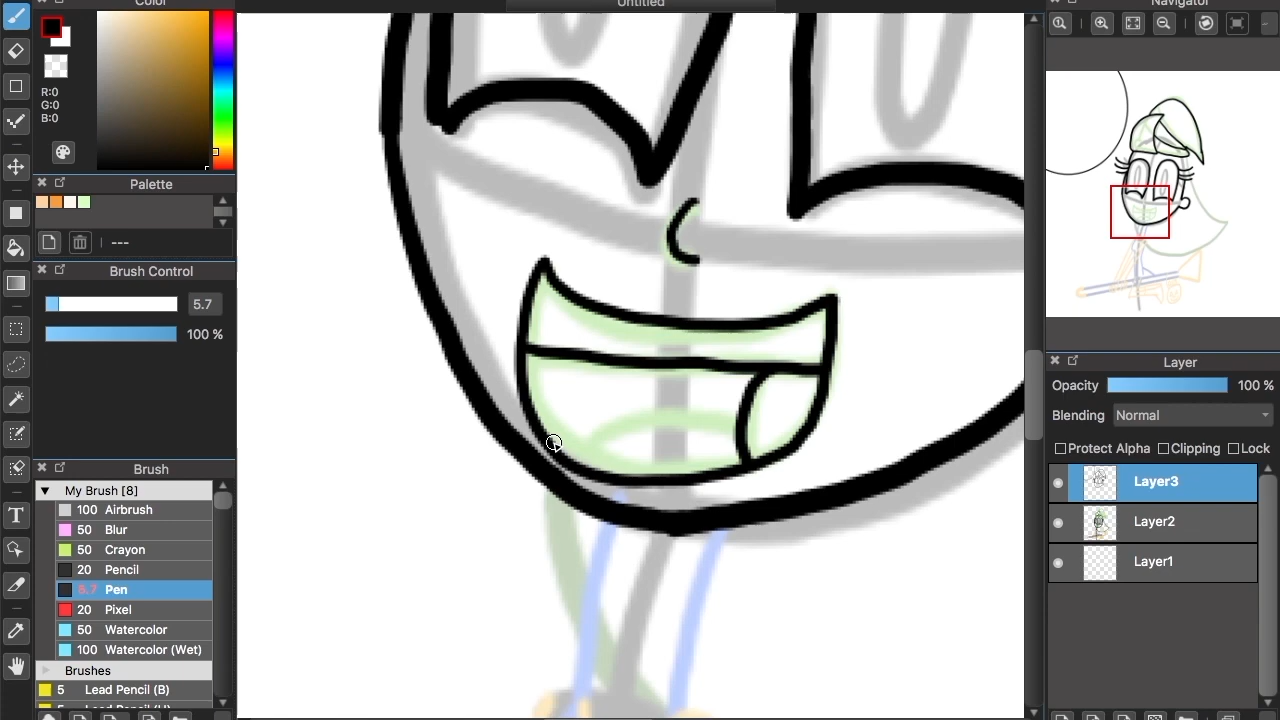 Color
Untitled
Navigator
R:0
G:0
B:0
Palette
---
Brush Control
5.7
100 %
Brush
My Brush [8]
100 Airbrush
50 Blur
50 Crayon
20 Pencil
5.7 Pen
20 Pixel
50 Watercolor
100 Watercolor (Wet)
Brushes
5 Lead Pencil (B)
T
Layer
Opacity 100 %
Blending Normal
Protect Alpha Clipping Lock
Layer3
Layer2
Layer1